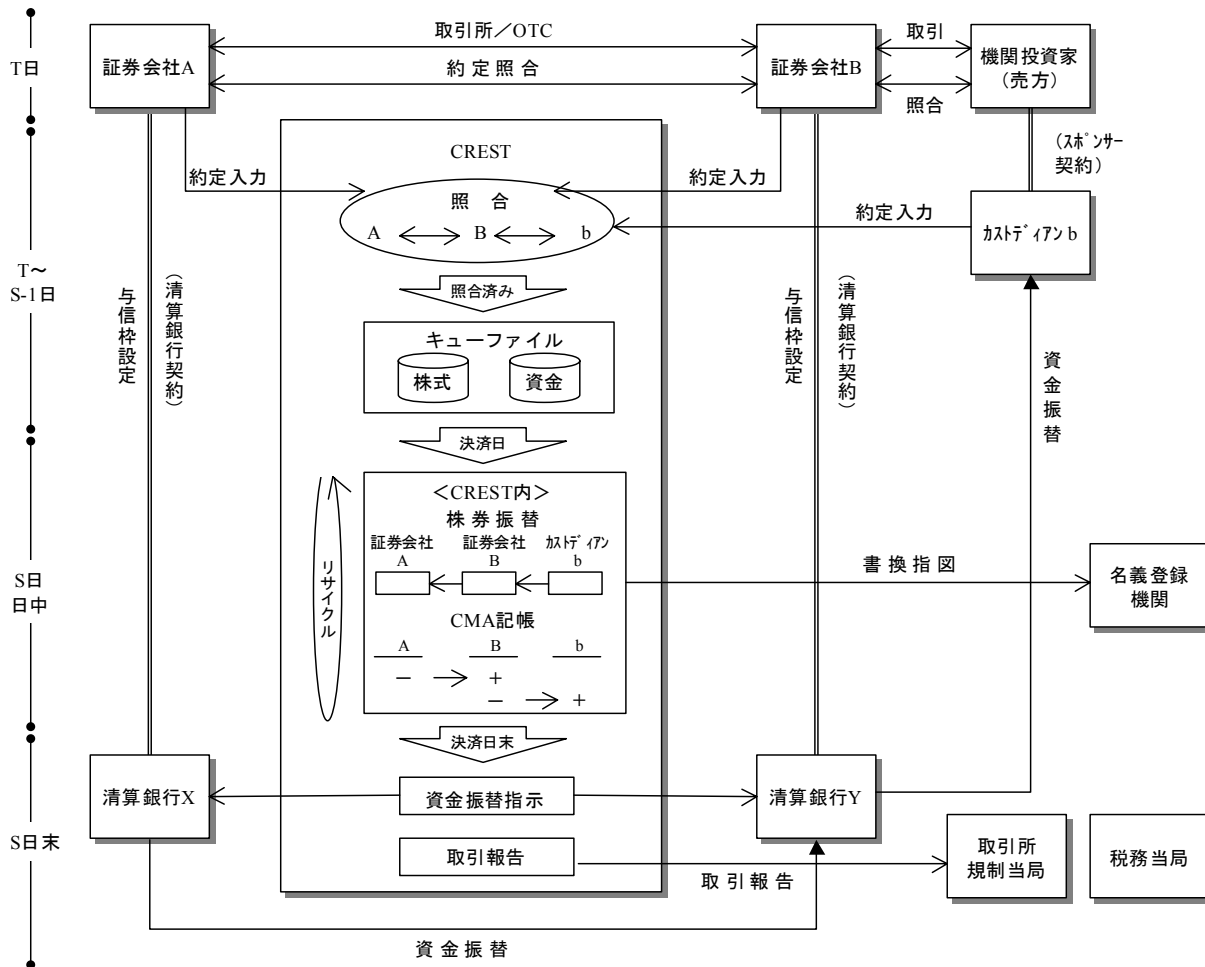 T日
証券会社A
取引所／OTC
約定照合
証券会社B
取引
照合
機関投資家
(売方)
T～
S-1日
(清算銀行契約)
与信枠設定
約定入力
CREST
照 合
A B b
照合済み
キューファイル
株式 資金
決済日
約定入力
(清算銀行契約)
与信枠設定
約定入力
(ｽﾎﾟﾝｻｰ
契約)
ｶｽﾄﾃﾞｨｱﾝ b
資金振替
S日
日中
リサイクル
＜CREST内＞
株券振替
証券会社 証券会社 ｶｽﾄﾃﾞｨｱﾝ
A B b
CMA記帳
A B b
－ ＋
－ ＋
決済日末
書換指図
名義登録
機関
S日末
清算銀行X
資金振替指示
清算銀行Y
取引報告
取引報告
取引所
規制当局
税務当局
資金振替